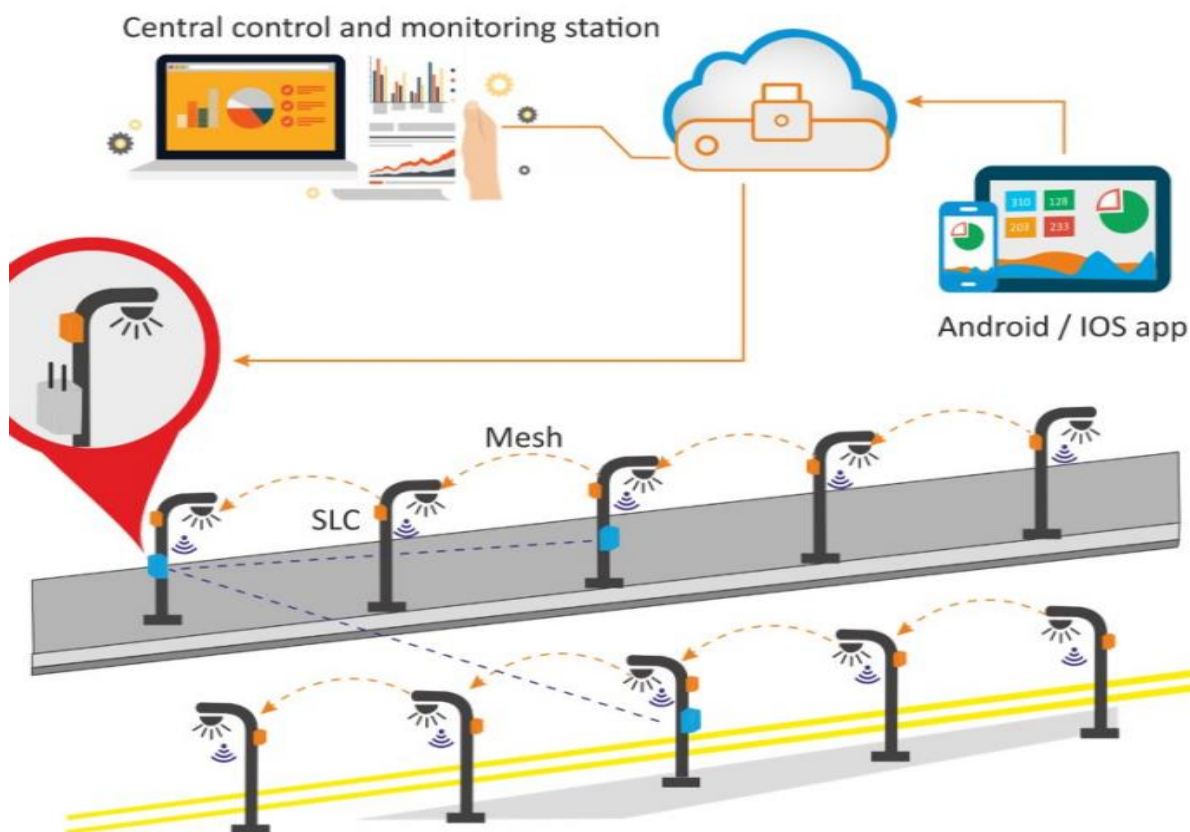 Central control and monitoring station
310
128
203
233
Android / IOS app
Mesh
SLC